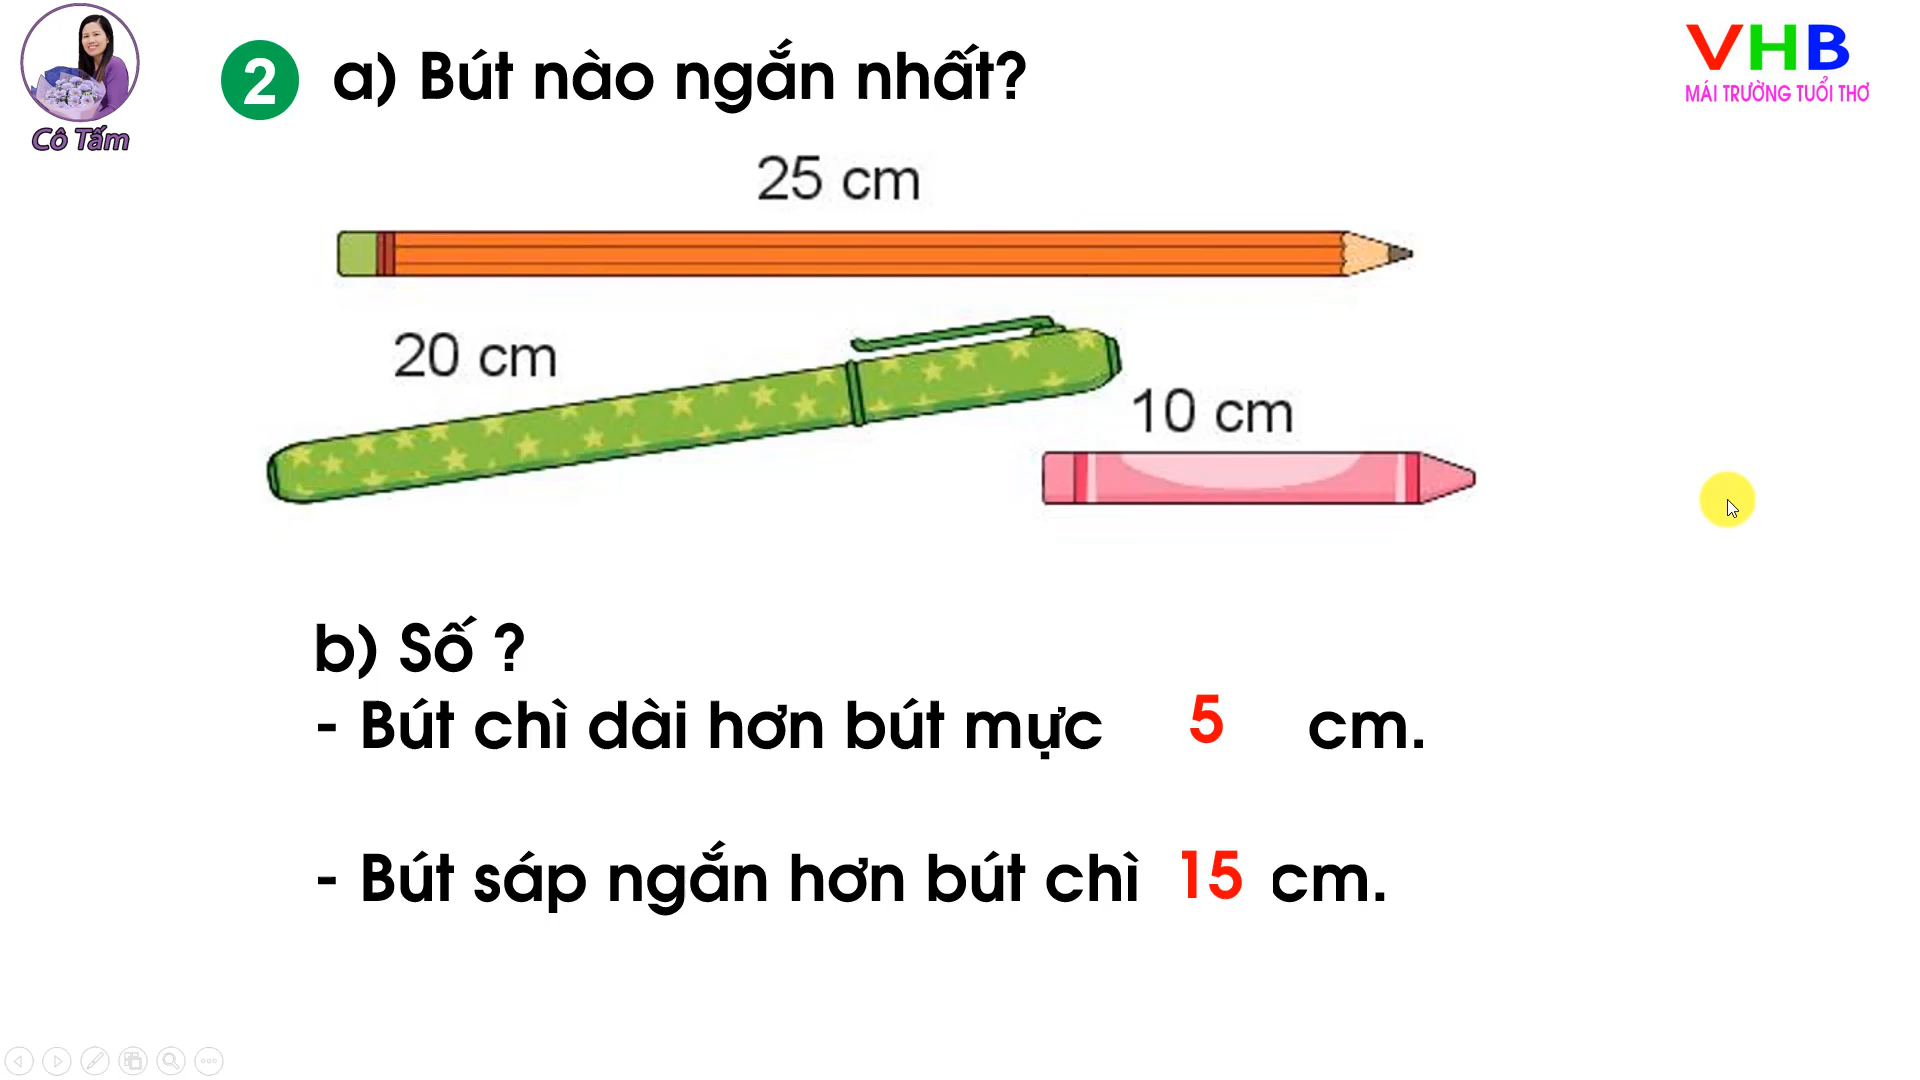 Cô Tấm
2 a) Bút nào ngắn nhất?
VHB
MÁI TRƯỜNG TUỔI THƠ
25 cm
20 cm
10 cm
b) Số ?
- Bút chì dài hơn bút mực 5 cm.
- Bút sáp ngắn hơn bút chì 15 cm.